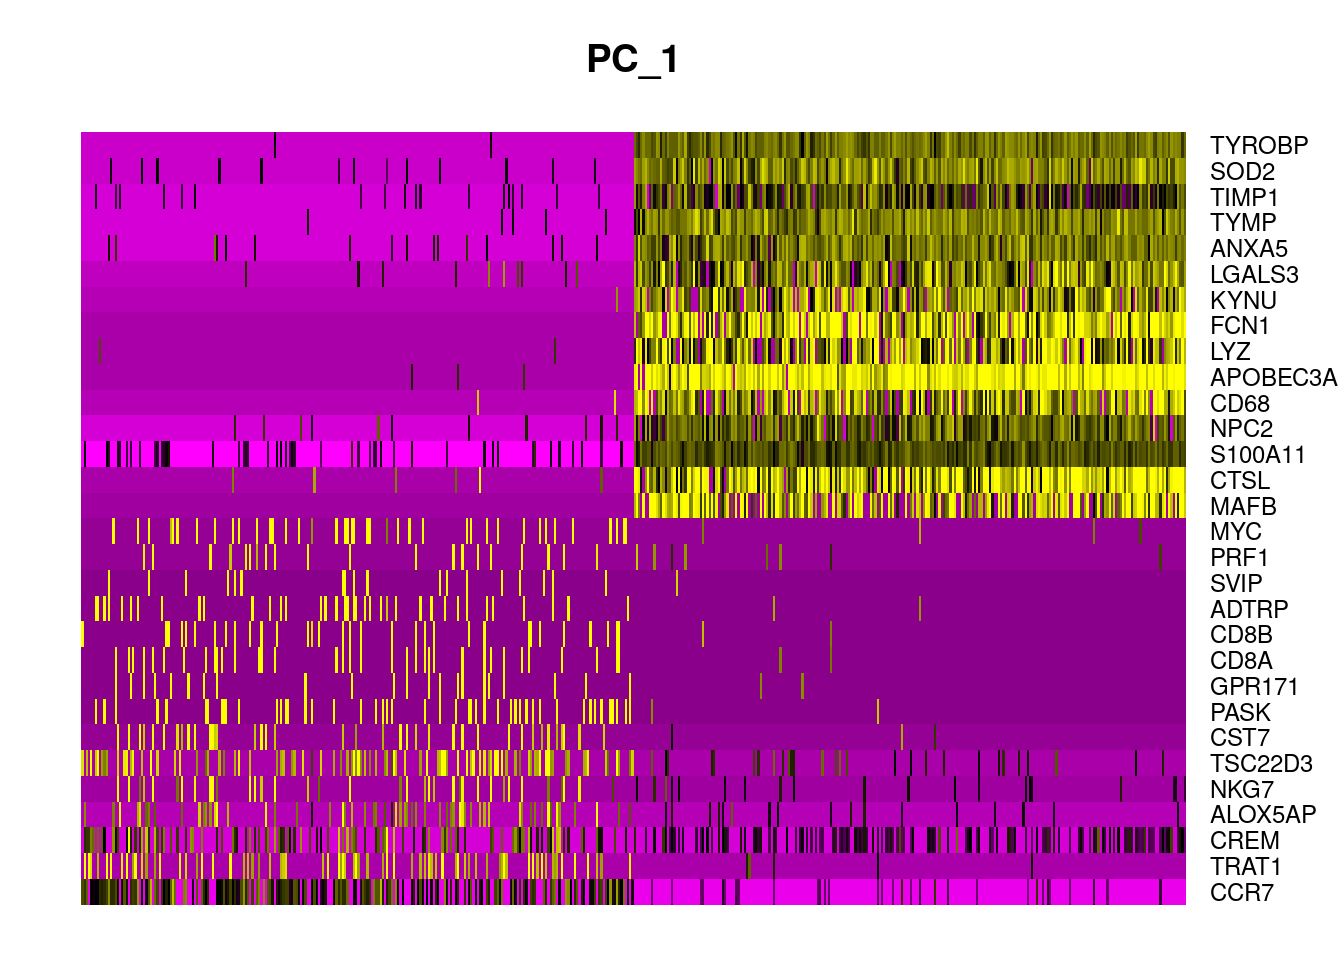 PC_1
TYROBP
SOD2
TIMP1
TYMP
ANXA5
LGALS3
KYNU
FCN1
LYZ
APOBEC3A
CD68
NPC2
S100A11
CTSL
MAFB
MYC
PRF1
SVIP
ADTRP
CD8B
CD8A
GPR171
PASK
CST7
TSC22D3
NKG7
ALOX5AP
CREM
TRAT1
CCR7